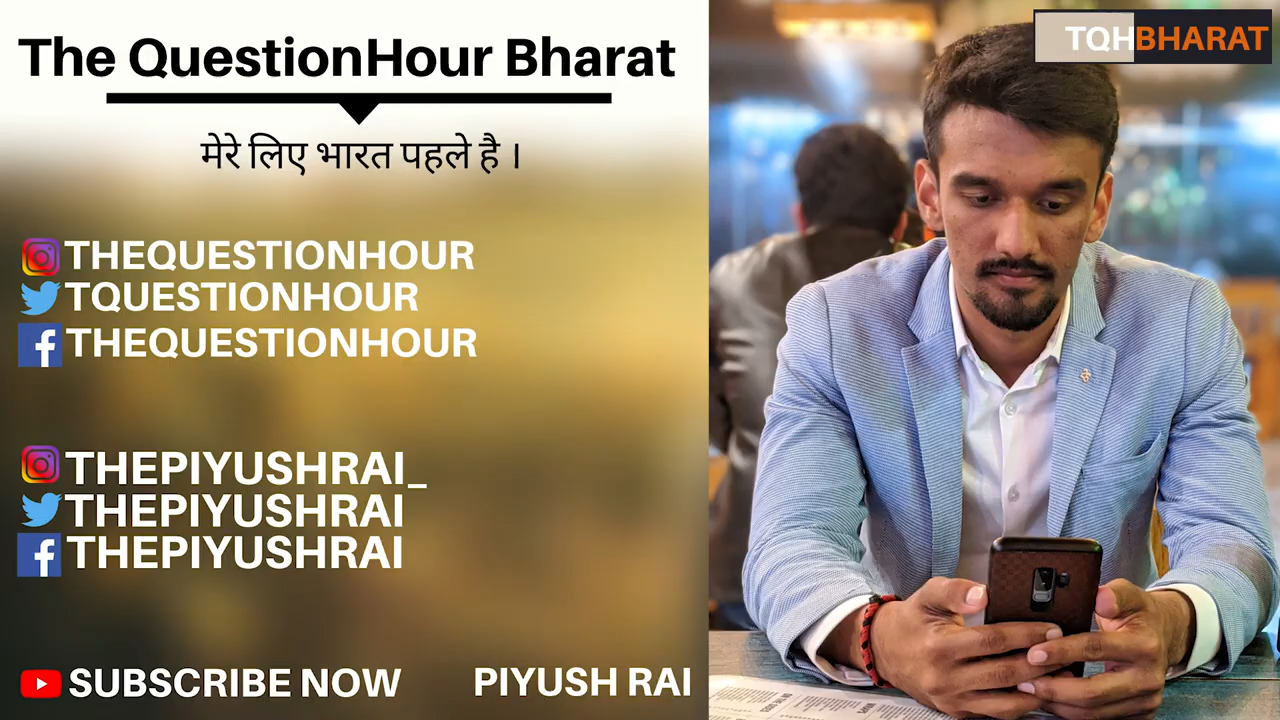 The QuestionHour Bharat
मेरे लिए भारत पहले है ।
THEQUESTIONHOUR
TQUESTIONHOUR
THEQUESTIONHOUR
THEPIYUSHRAI_
THEPIYUSHRAI
THEPIYUSHRAI
SUBSCRIBE NOW
PIYUSH RAI
TQHBHARAT